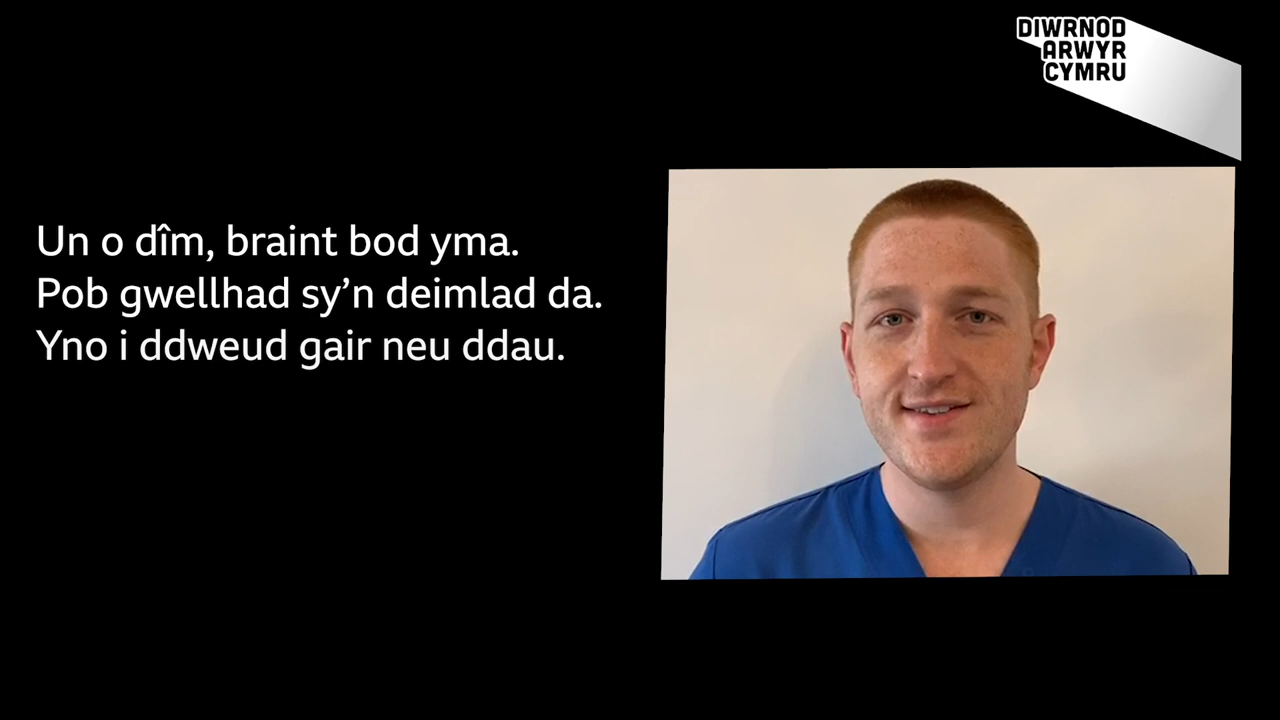 DIWRNOD
ARWYR
CYMRU
Un o dîm, braint bod yma.
Pob gwellhad sy’n deimlad da.
Yno i ddweud gair neu ddau.